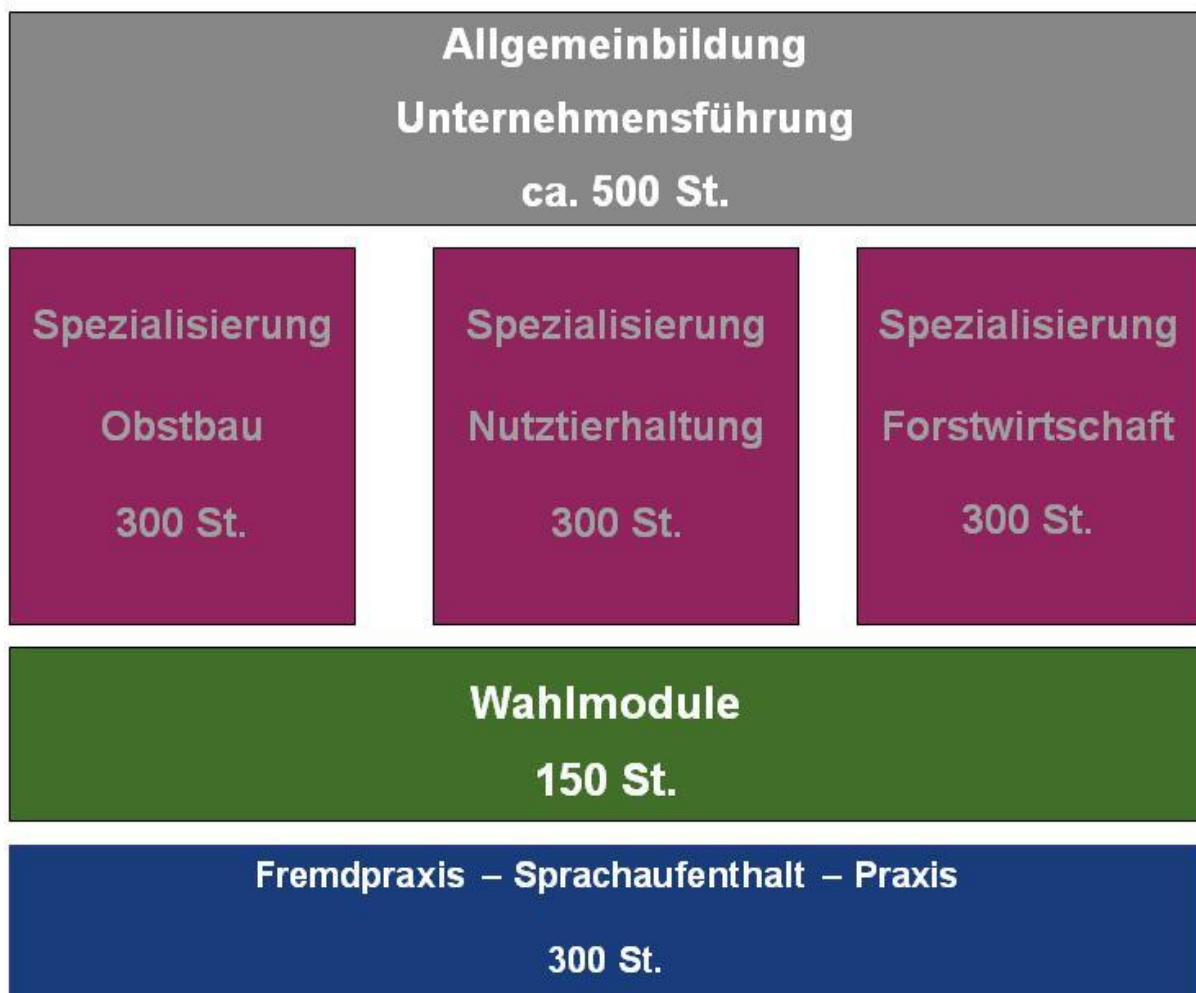 Allgemeinbildung
Unternehmensführung
ca. 500 St.
Spezialisierung
Obstbau
300 St.
Spezialisierung
Nutztierhaltung
300 St.
Spezialisierung
Forstwirtschaft
300 St.
Wahlmodule
150 St.
Fremdpraxis – Sprachaufenthalt – Praxis
300 St.